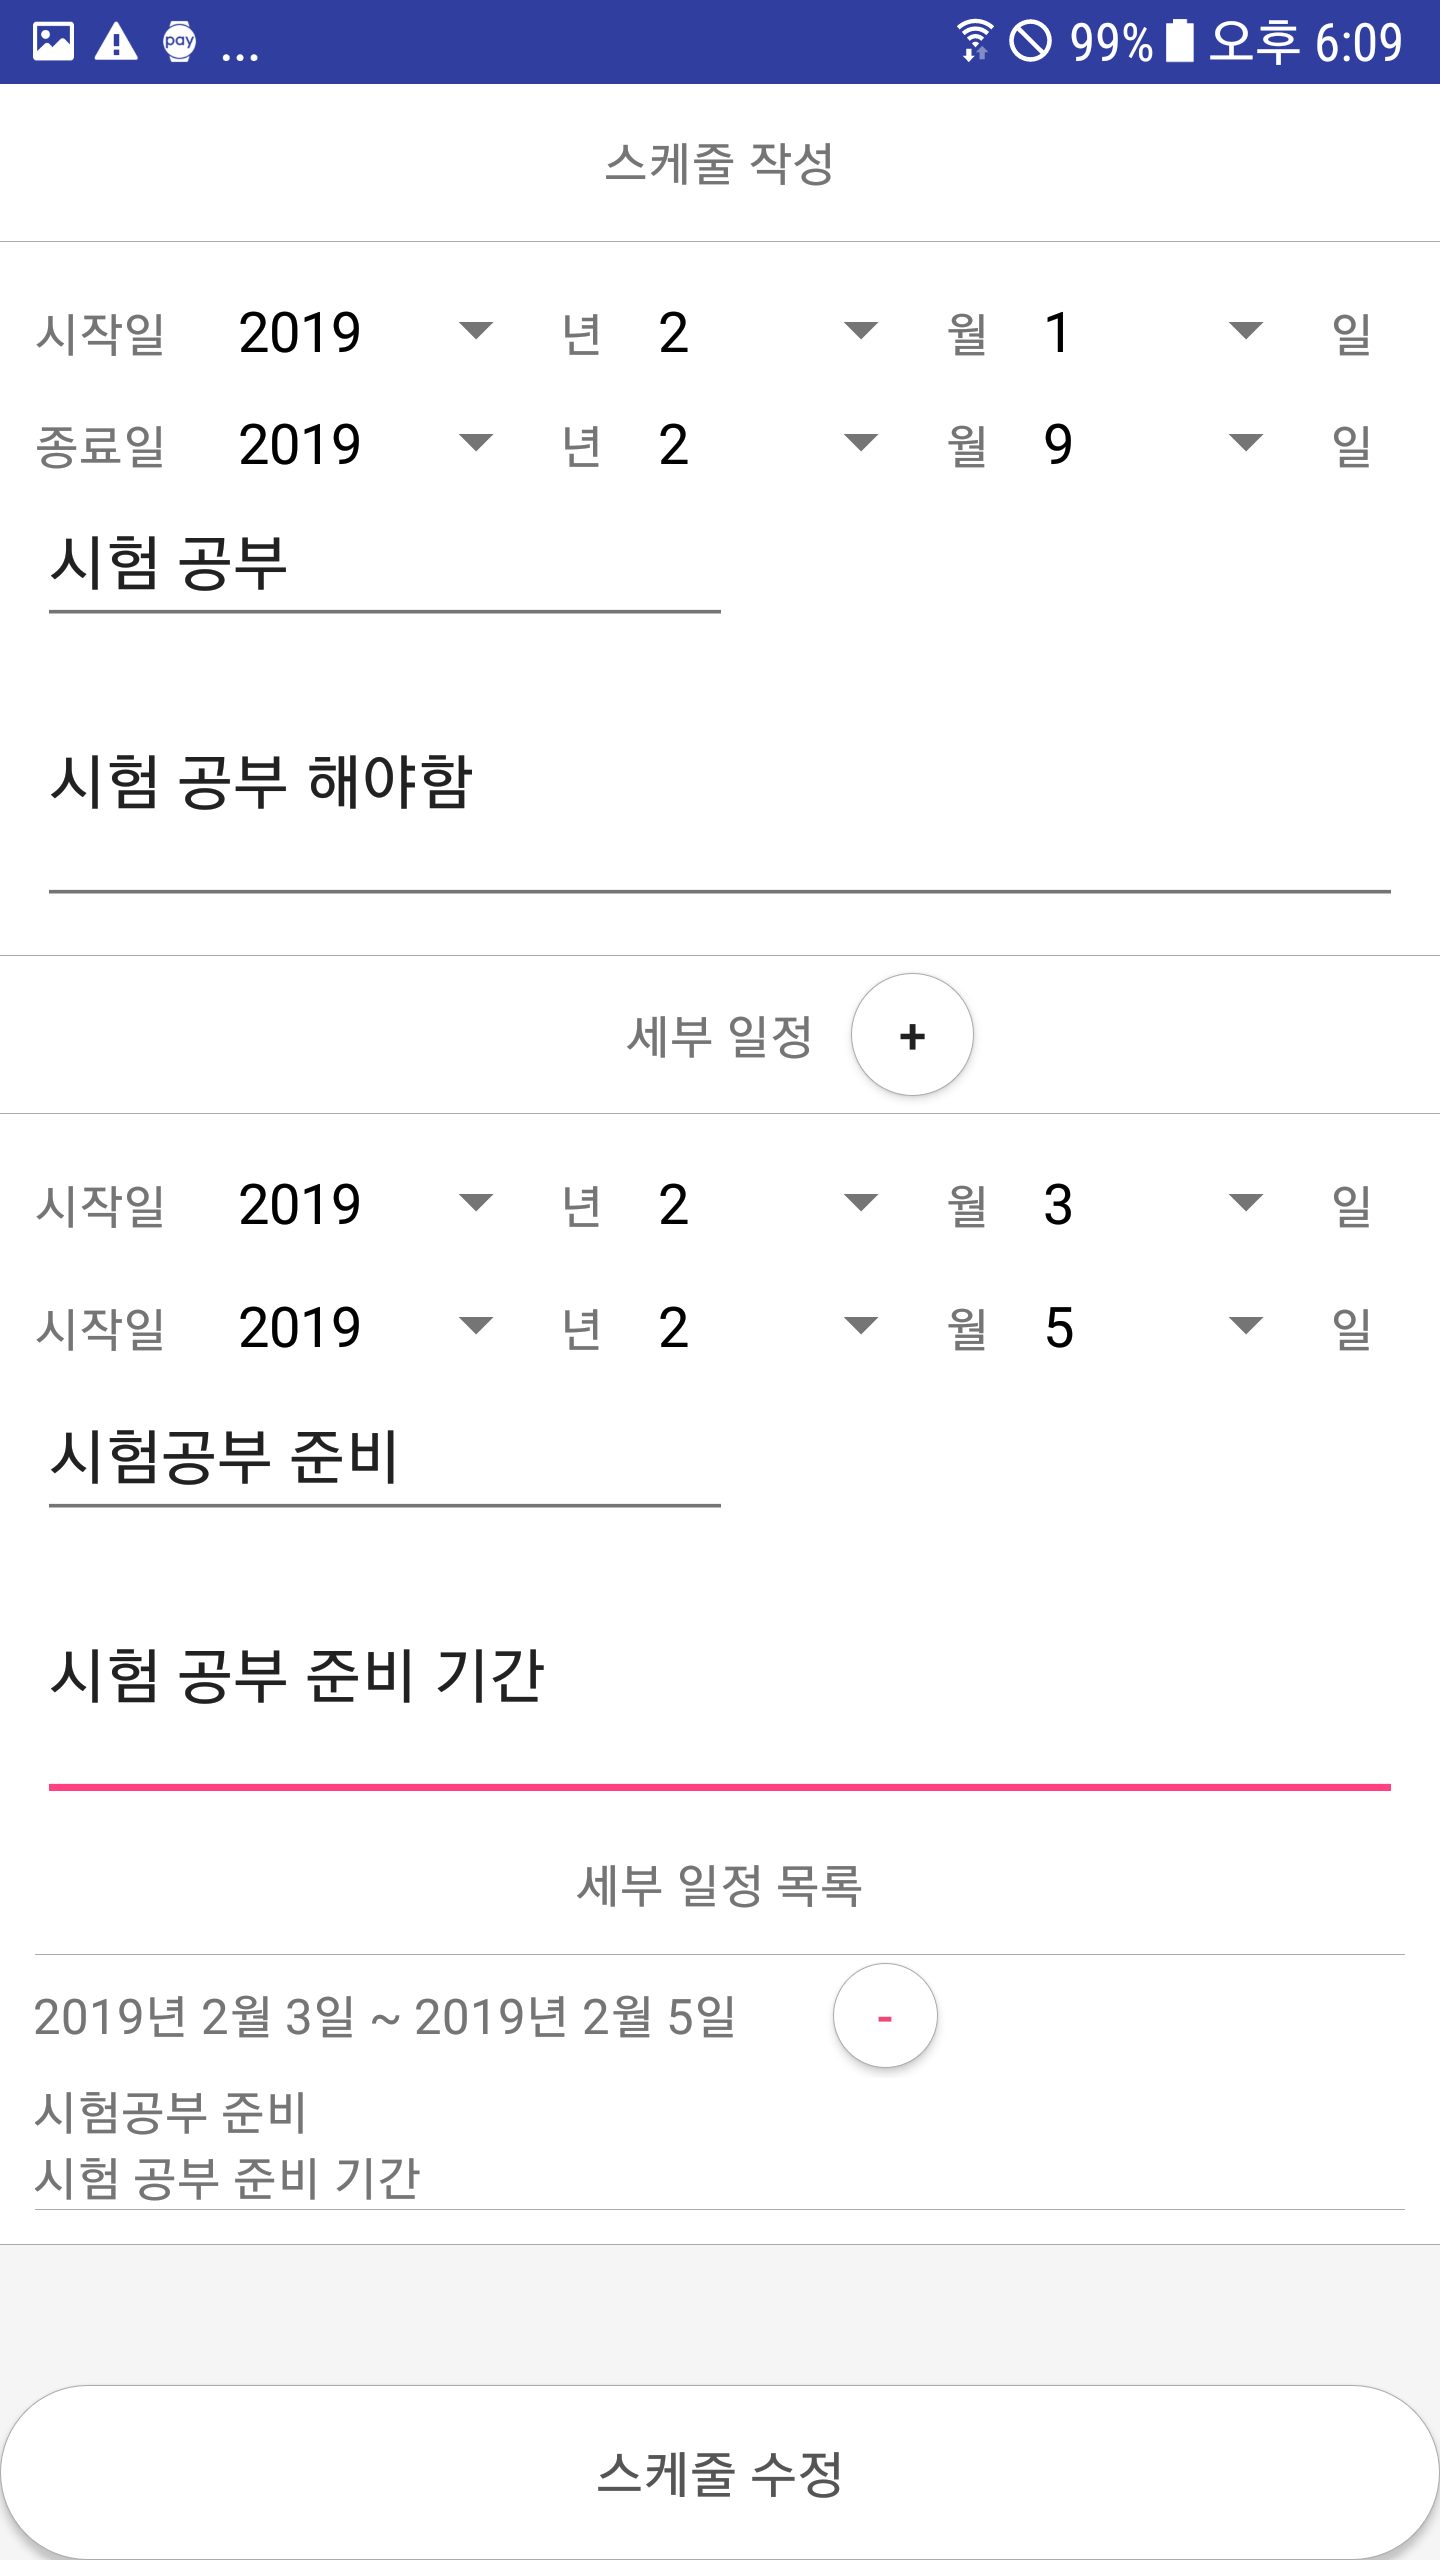 pay ... 99% 오후 6:09
스케줄 작성
시작일 2019 년 2 월 1 일
종료일 2019 년 2 월 9 일
시험 공부
시험 공부 해야함
세부 일정 +
시작일 2019 년 2 월 3 일
시작일 2019 년 2 월 5 일
시험공부 준비
시험 공부 준비 기간
세부 일정 목록
2019년 2월 3일 ~ 2019년 2월 5일 -
시험공부 준비
시험 공부 준비 기간
스케줄 수정